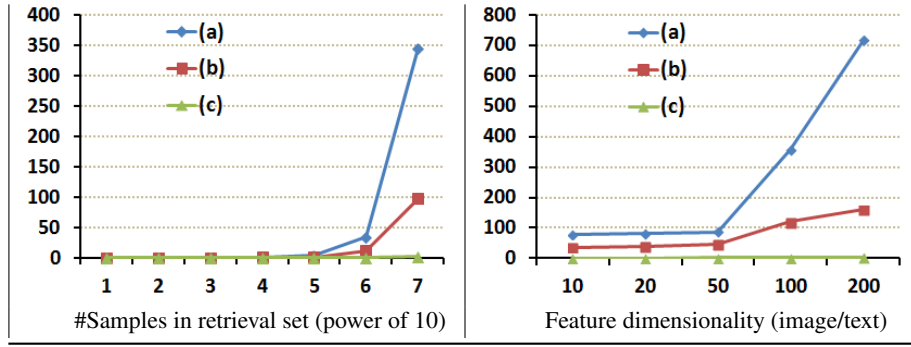 400
350
300
250
200
150
100
50
0
(a)
(b)
(c)
1 2 3 4 5 6 7
#Samples in retrieval set (power of 10)
800
700
600
500
400
300
200
100
0
(a)
(b)
(c)
10 20 50 100 200
Feature dimensionality (image/text)